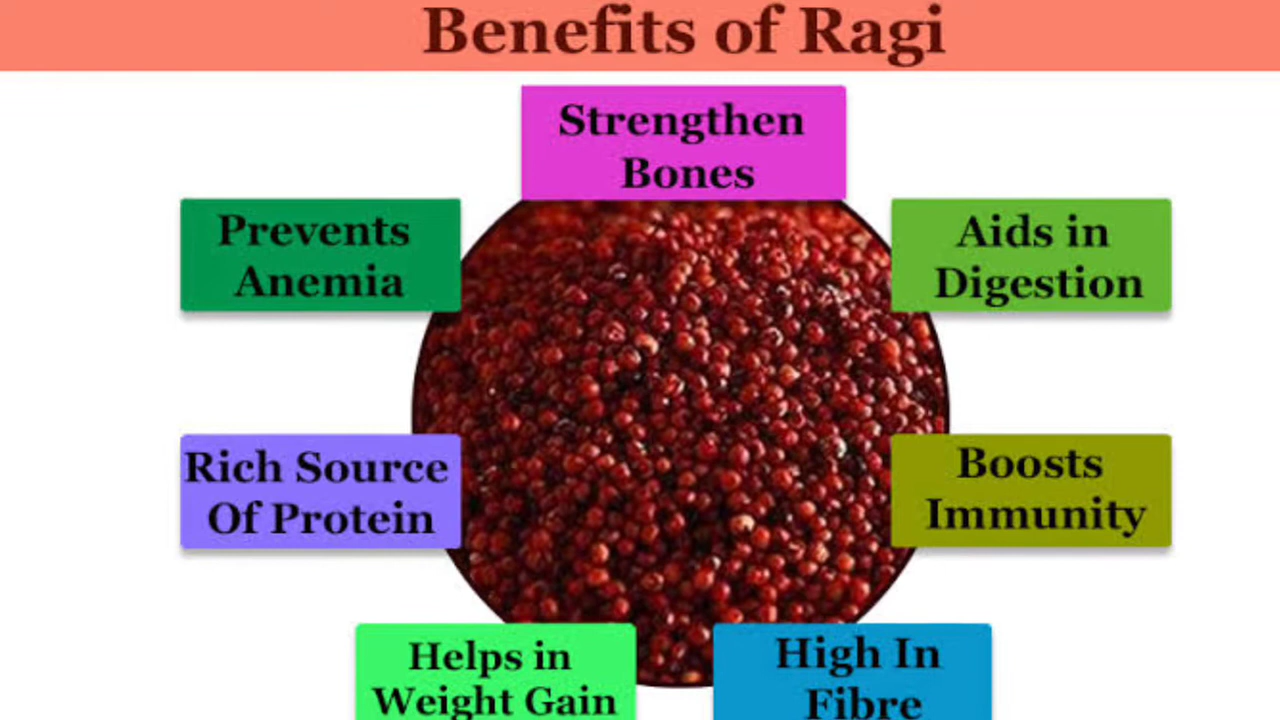 Benefits of Ragi
Strengthen
Bones
Prevents
Anemia
Aids in
Digestion
Rich Source
Of Protein
Boosts
Immunity
Helps in
Weight Gain
High In
Fibre